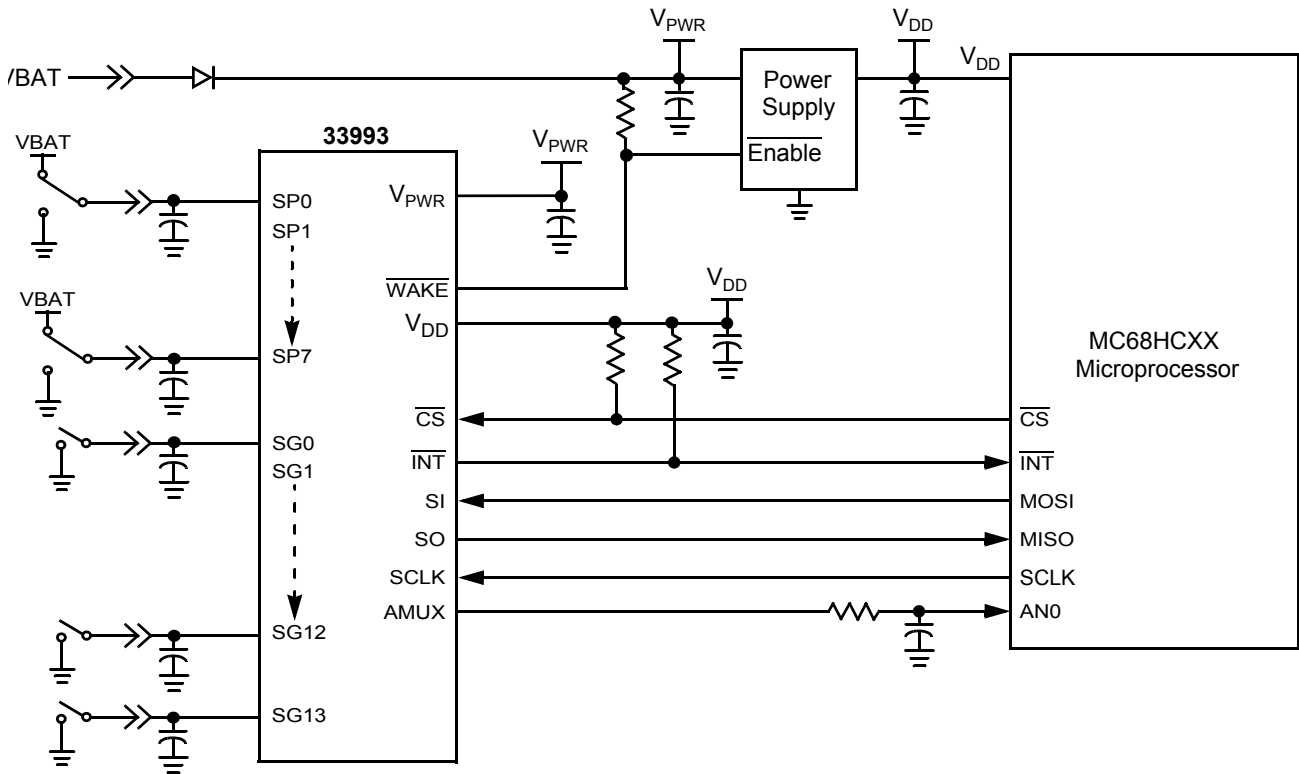 VPWR
VDD
VBAT
VDD
Power
Supply
Enable
33993
VBAT
VPWR
SP0
VPWR
SP1
WAKE
VDD
VBAT
VDD
SP7
MC68HCXX
Microprocessor
CS
CS
SG0
INT
INT
SG1
SI
MOSI
SO
MISO
SCLK
SCLK
AMUX
AN0
SG12
SG13